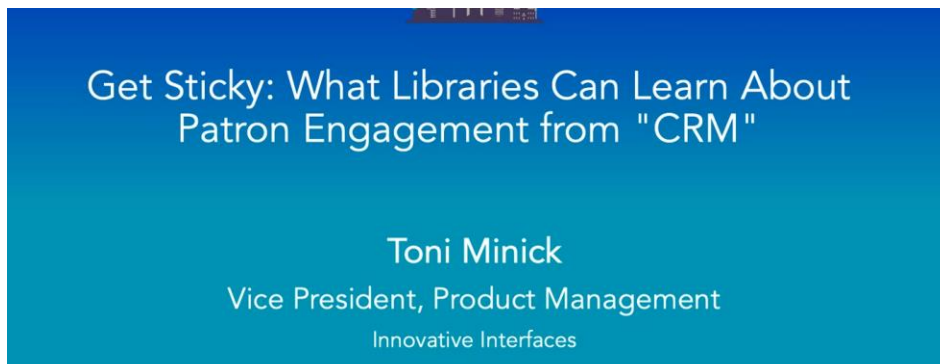 Get Sticky: What Libraries Can Learn About
Patron Engagement from "CRM"
Toni Minick
Vice President, Product Management
Innovative Interfaces